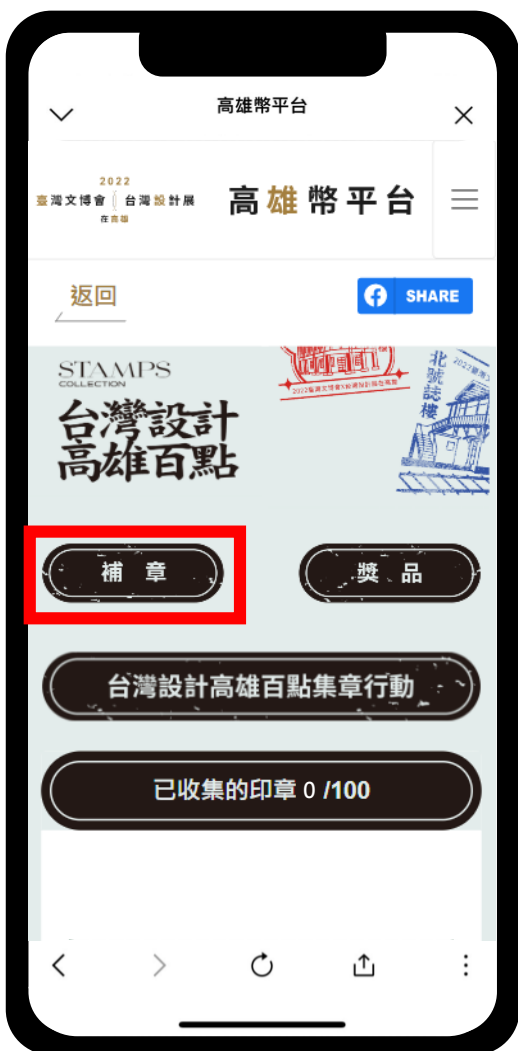 高雄幣平台
2022
臺灣文博會 台灣設計展
在高雄
高雄幣平台
返回
SHARE
STAMPS
COLLECTION
台灣設計
高雄百點
北號誌樓
補章
獎品
台灣設計高雄百點集章行動
已收集的印章 0 /100